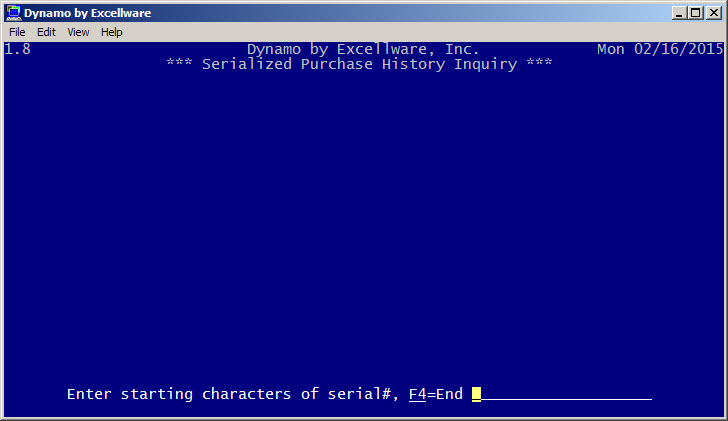 Dynamo by Excellware
File Edit View Help
1.8 Dynamo by Excellware, Inc. Mon 02/16/2015
*** Serialized Purchase History Inquiry ***
Enter starting characters of serial#, F4=End